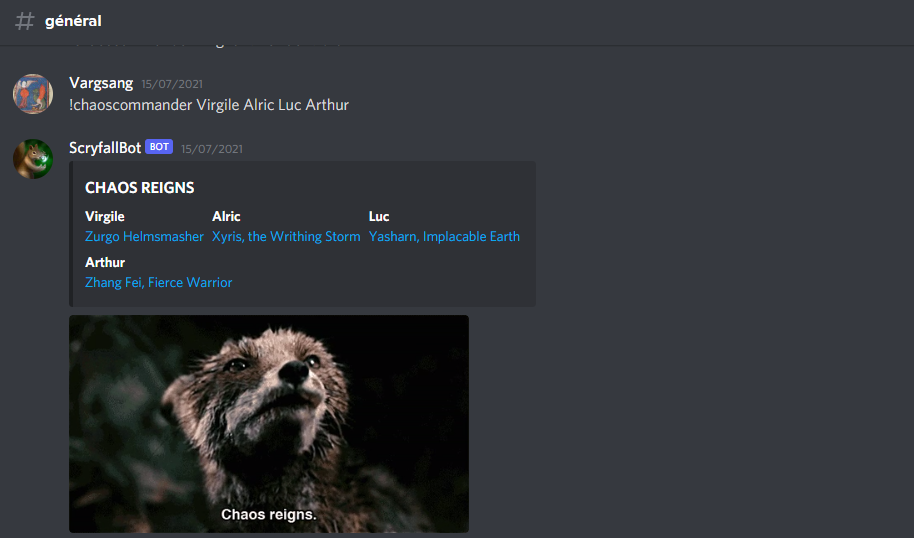 # général
Vargsang 15/07/2021
!chaoscommander Virgile Alric Luc Arthur
ScryfallBot BOT 15/07/2021
CHAOS REIGNS
Virgile Alric Luc
Zurgo Helmsmasher Xyris, the Writhing Storm Yasharn, Implacable Earth
Arthur
Zhang Fei, Fierce Warrior
Chaos reigns.